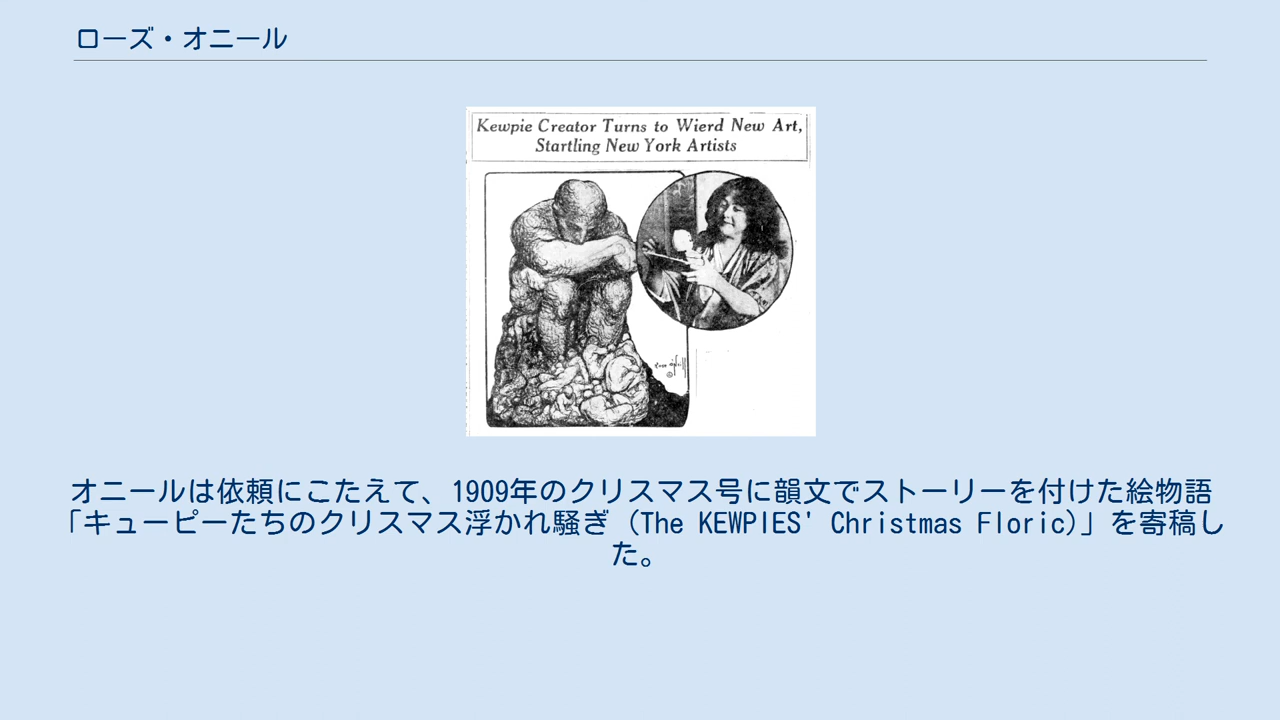 ローズ・オニール
Kewpie Creator Turns to Wierd New Art,
Startling New York Artists
オニールは依頼にこたえて、1909年のクリスマス号に韻文でストーリーを付けた絵物語
「キューピーたちのクリスマス浮かれ騒ぎ (The KEWPIES' Christmas Floric)」を寄稿し
た。